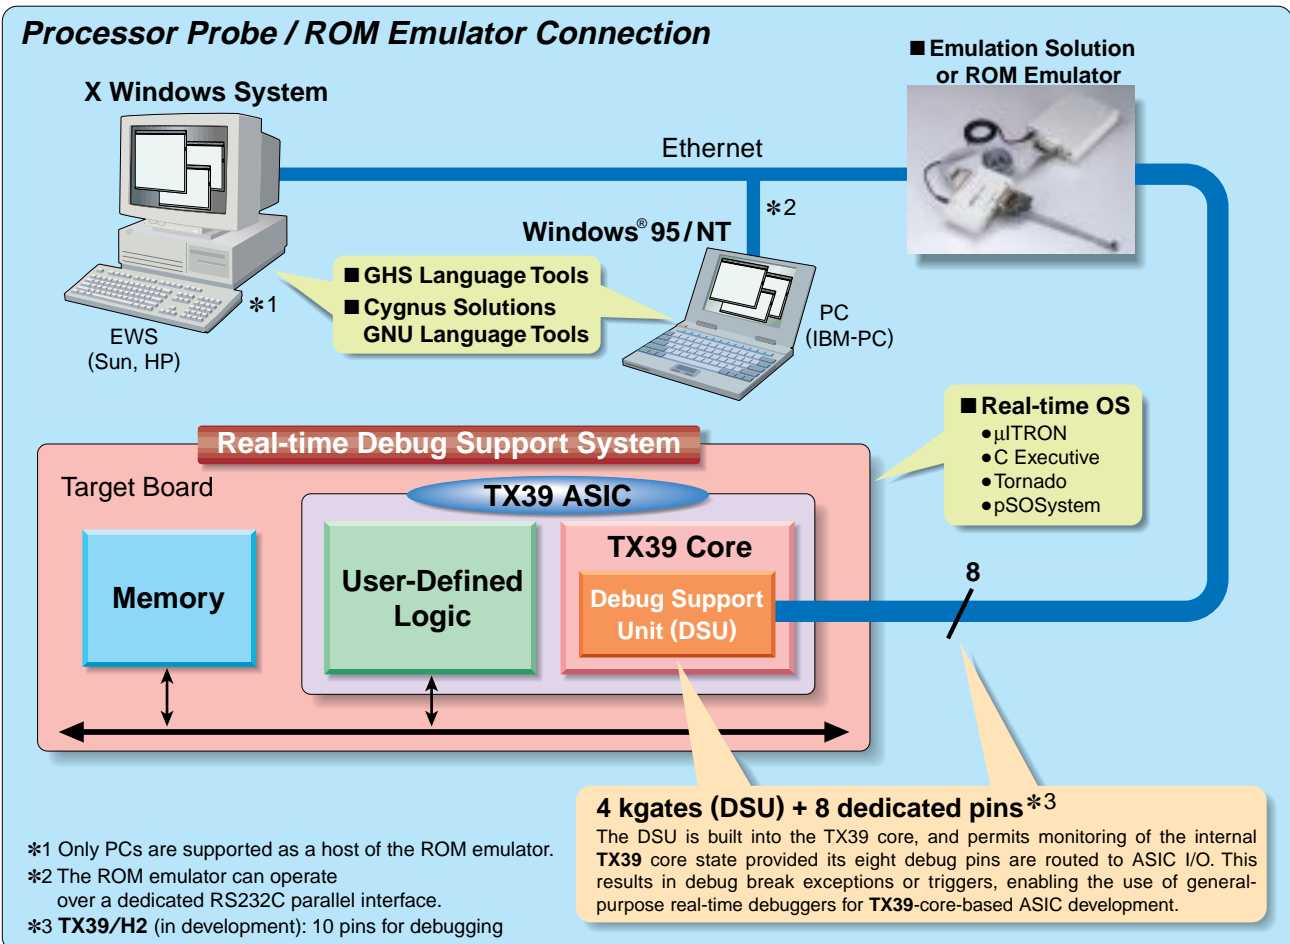 Processor Probe / ROM Emulator Connection
■ Emulation Solution
or ROM Emulator
X Windows System
Ethernet
✻2
Windows® 95/NT
■ GHS Language Tools
■ Cygnus Solutions
GNU Language Tools
✻1
EWS
(Sun, HP)
PC
(IBM-PC)
■ Real-time OS
● µITRON
● C Executive
● Tornado
● pSOSystem
Real-time Debug Support System
Target Board
TX39 ASIC
Memory
User-Defined
Logic
TX39 Core
Debug Support
Unit (DSU)
8
4 kgates (DSU) + 8 dedicated pins✻3
The DSU is built into the TX39 core, and permits monitoring of the internal
TX39 core state provided its eight debug pins are routed to ASIC I/O. This
results in debug break exceptions or triggers, enabling the use of general-
purpose real-time debuggers for TX39-core-based ASIC development.
✻1 Only PCs are supported as a host of the ROM emulator.
✻2 The ROM emulator can operate
over a dedicated RS232C parallel interface.
✻3 TX39/H2 (in development): 10 pins for debugging